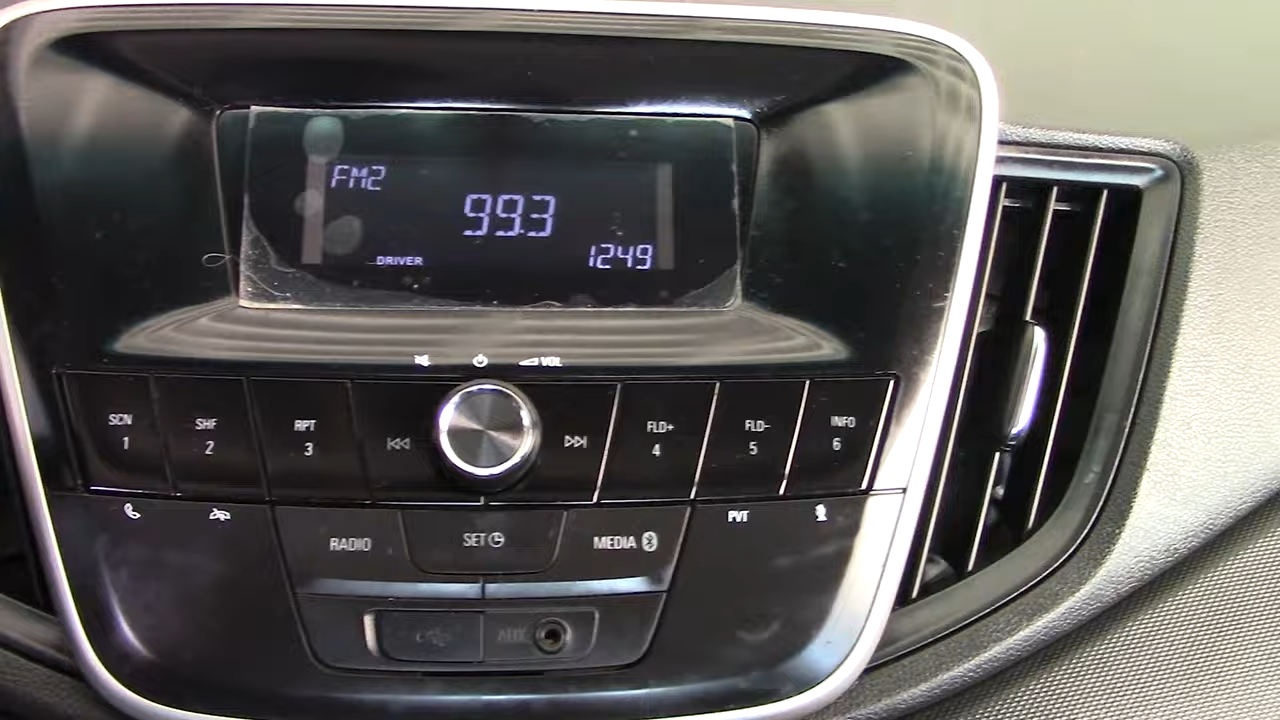 FM2
99.3
DRIVER
1249
VOL
SCN
1
SHF
2
RPT
3
FLD+
4
FLD-
5
INFO
6
PVT
RADIO
SET
MEDIA
AUX